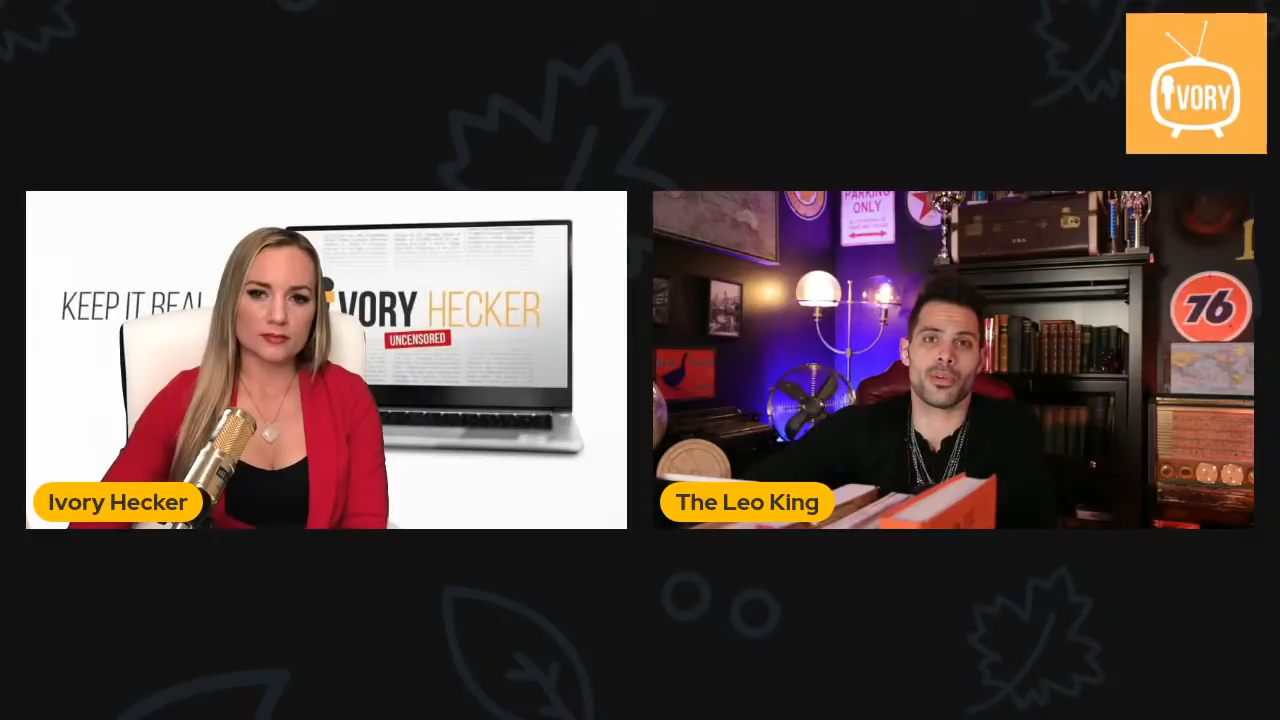 iVORY
KEEP IT REAL
iVORY HECKER
UNCENSORED
Ivory Hecker
PARKING
ONLY
76
The Leo King